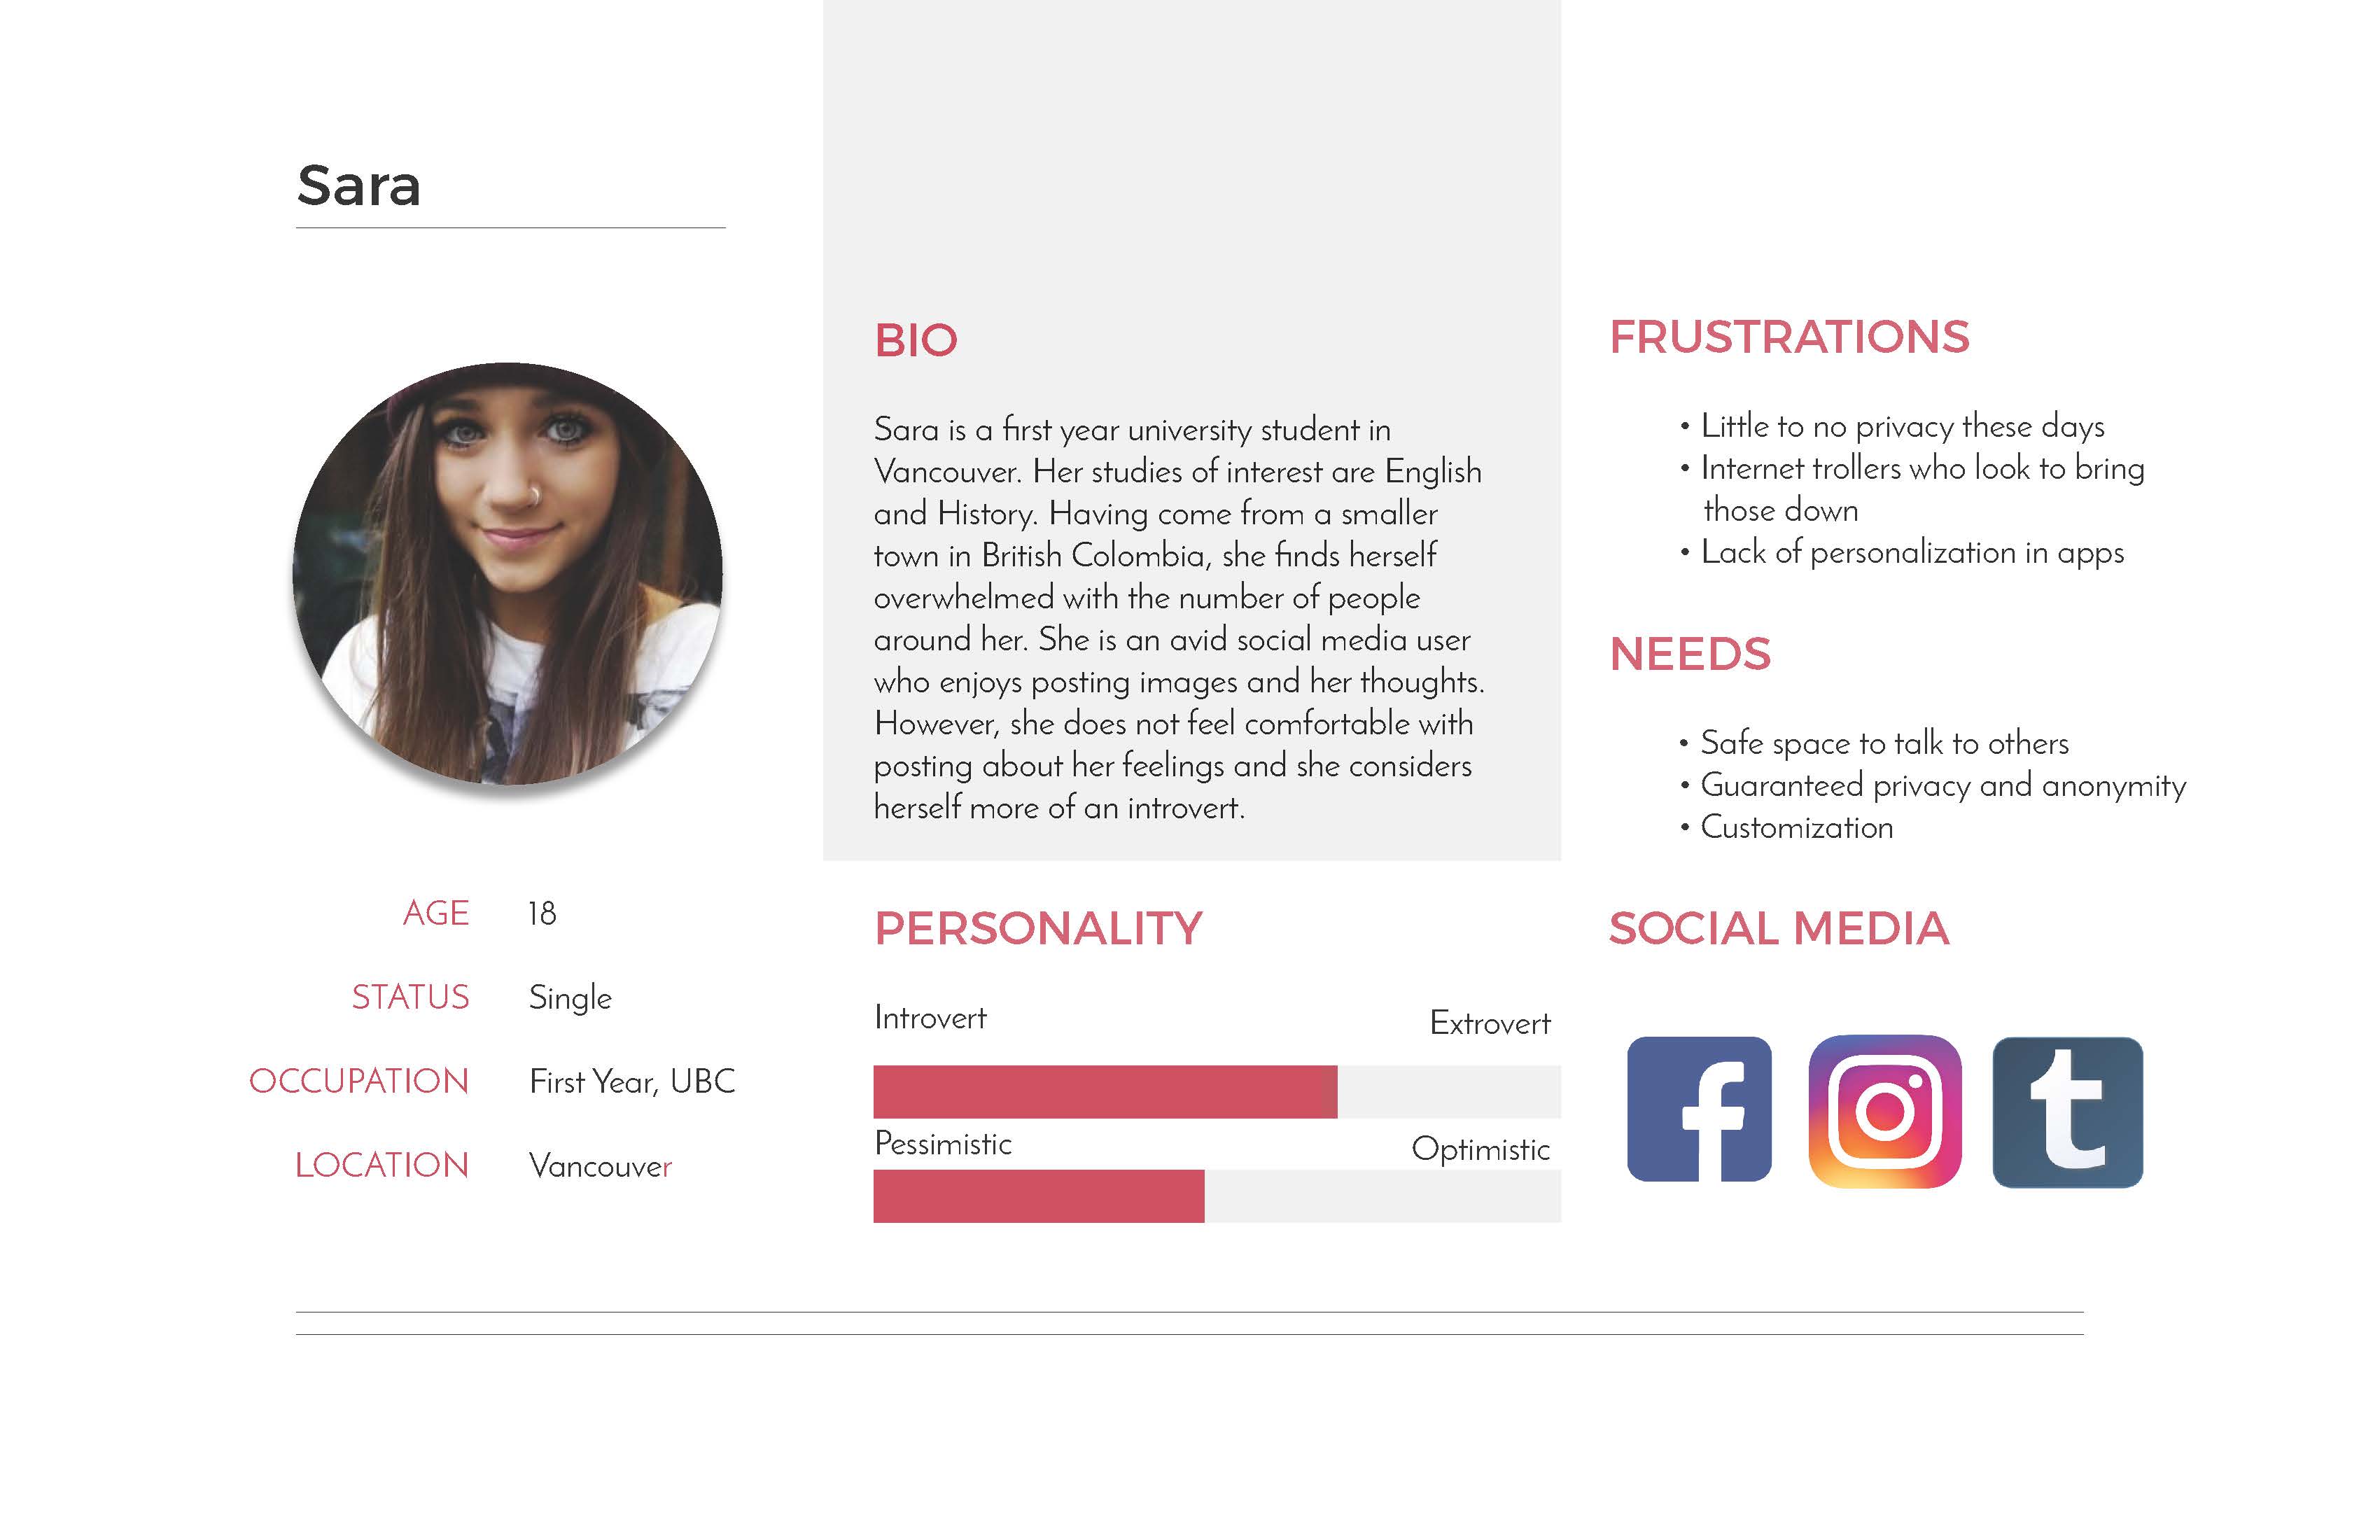 Sara
AGE 18
STATUS Single
OCCUPATION First Year, UBC
LOCATION Vancouver
BIO
Sara is a first year university student in
Vancouver. Her studies of interest are English
and History. Having come from a smaller
town in British Colombia, she finds herself
overwhelmed with the number of people
around her. She is an avid social media user
who enjoys posting images and her thoughts.
However, she does not feel comfortable with
posting about her feelings and she considers
herself more of an introvert.
PERSONALITY
Introvert Extrovert
Pessimistic Optimistic
FRUSTRATIONS
• Little to no privacy these days
• Internet trollers who look to bring
those down
• Lack of personalization in apps
NEEDS
• Safe space to talk to others
• Guaranteed privacy and anonymity
• Customization
SOCIAL MEDIA
f t